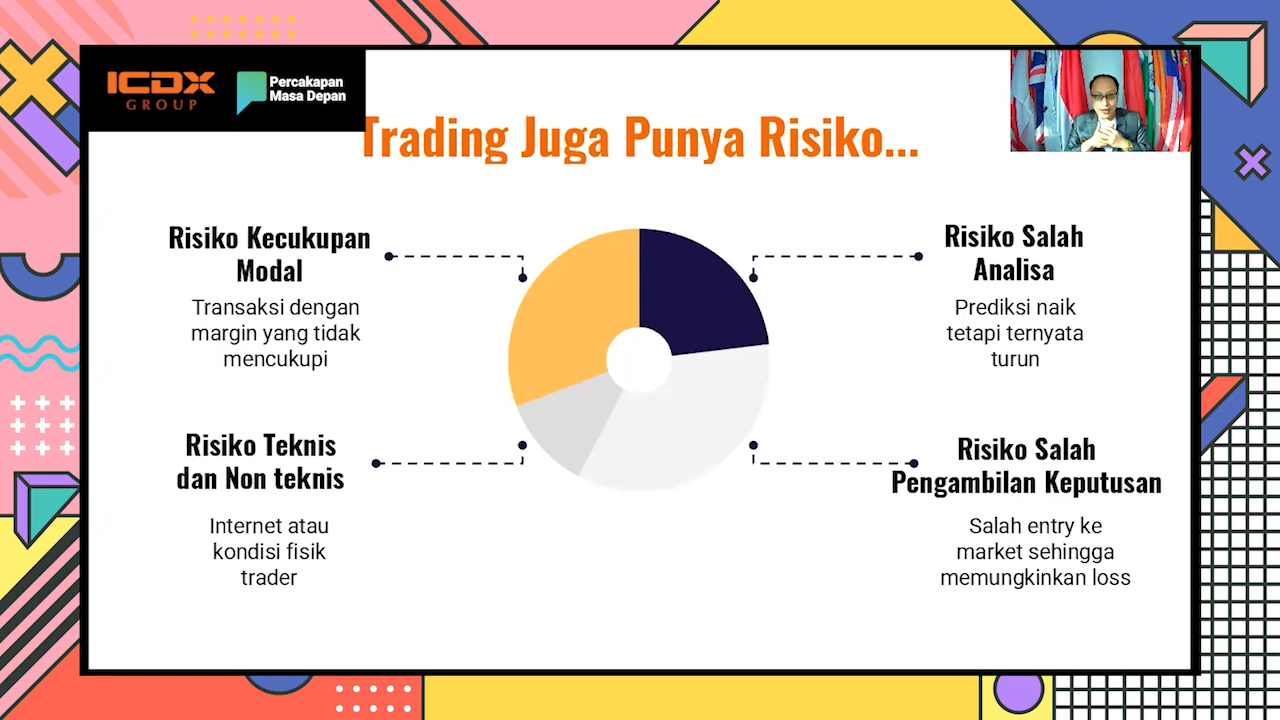 ICDX
GROUP
Percakapan
Masa Depan
Trading Juga Punya Risiko...
Risiko Kecukupan
Modal
Transaksi dengan
margin yang tidak
mencukupi
Risiko Salah
Analisa
Prediksi naik
tetapi ternyata
turun
Risiko Teknis
dan Non teknis
Internet atau
kondisi fisik
trader
Risiko Salah
Pengambilan Keputusan
Salah entry ke
market sehingga
memungkinkan loss